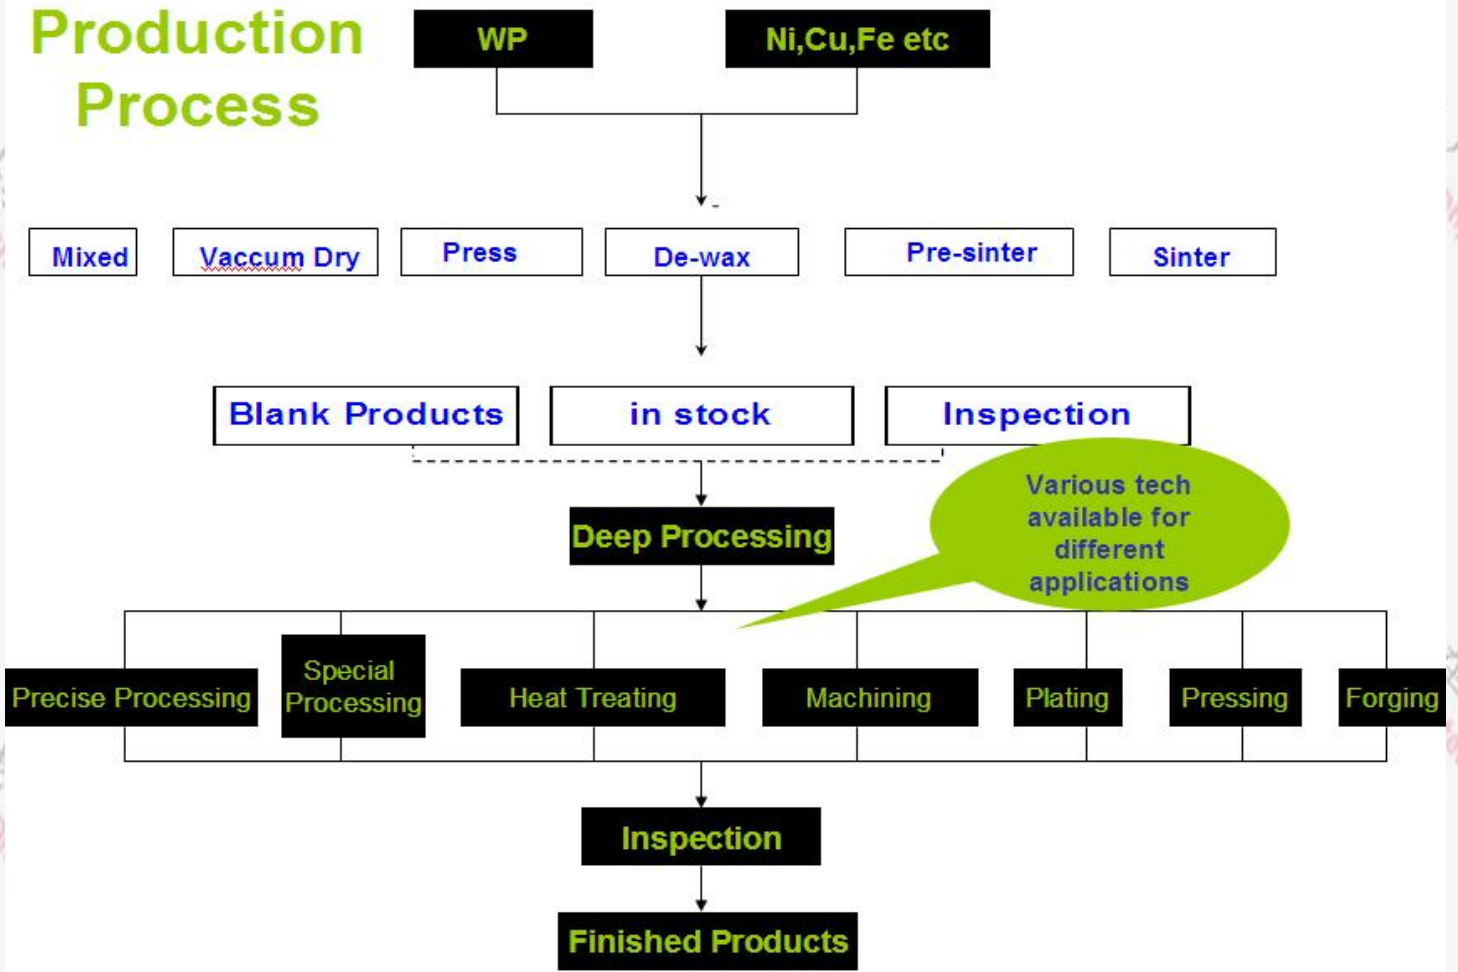 Production
Process
WP
Ni,Cu,Fe etc
Mixed
Vaccum Dry
Press
De-wax
Pre-sinter
Sinter
Blank Products
in stock
Inspection
Various tech
available for
different
applications
Deep Processing
Precise Processing
Special
Processing
Heat Treating
Machining
Plating
Pressing
Forging
Inspection
Finished Products